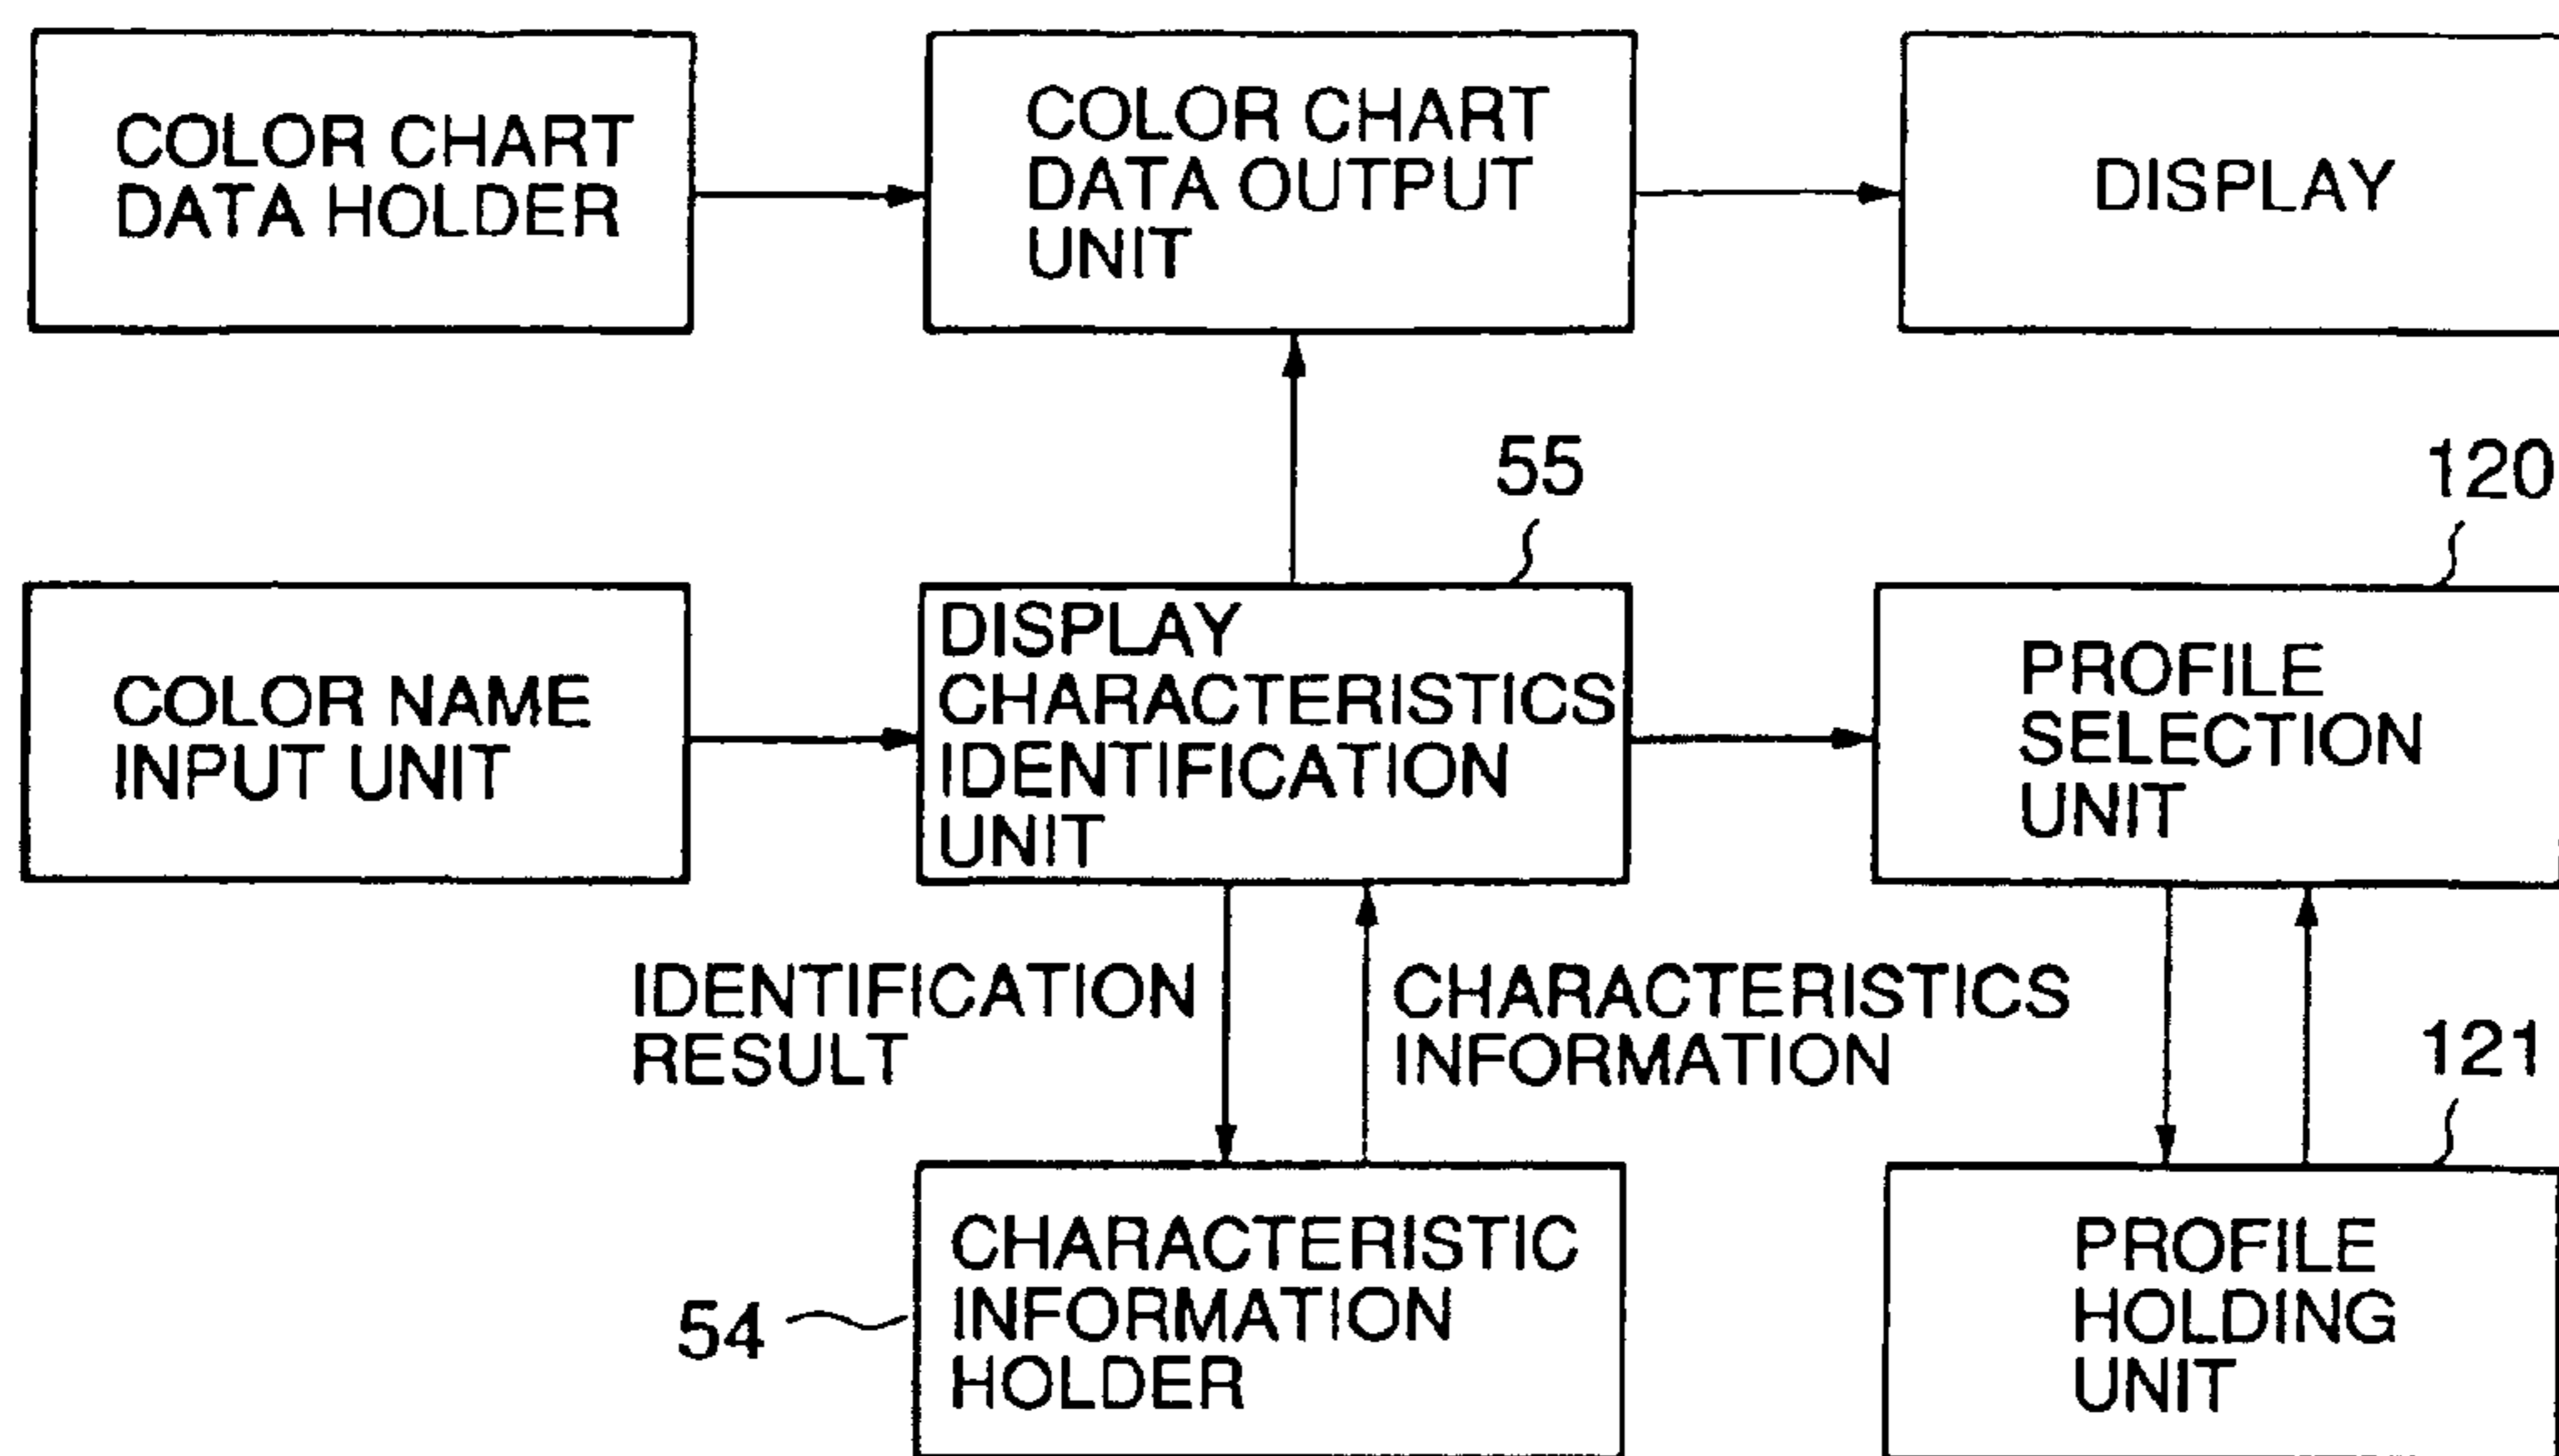 COLOR CHART
DATA HOLDER
COLOR CHART
DATA OUTPUT
UNIT
DISPLAY
55
120
COLOR NAME
INPUT UNIT
DISPLAY
CHARACTERISTICS
IDENTIFICATION
UNIT
PROFILE
SELECTION
UNIT
IDENTIFICATION
RESULT
CHARACTERISTICS
INFORMATION
121
54
CHARACTERISTIC
INFORMATION
HOLDER
PROFILE
HOLDING
UNIT